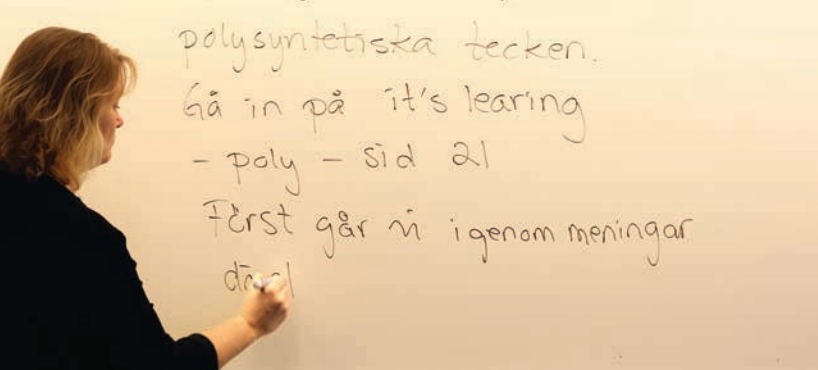 polysyntetiska tecken.
Gå in på it's learing
- poly - sid 21
Först går vi igenom meningar